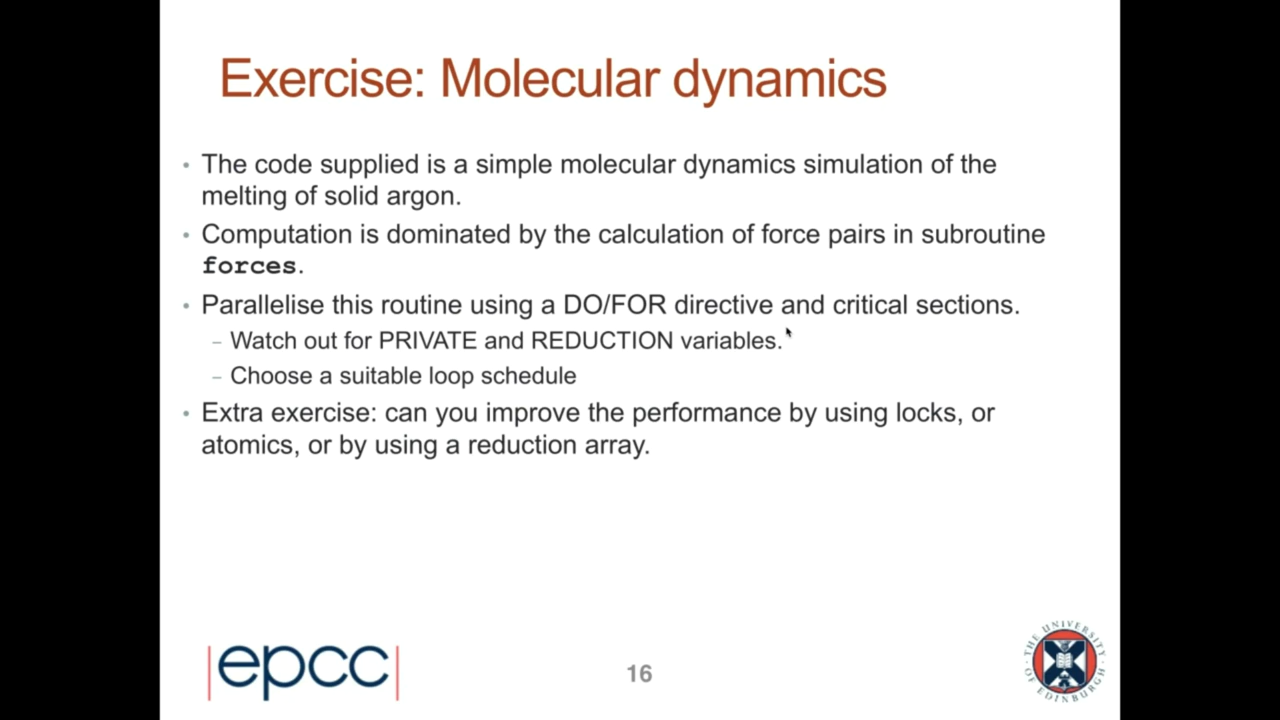 Exercise: Molecular dynamics
• The code supplied is a simple molecular dynamics simulation of the
melting of solid argon.
• Computation is dominated by the calculation of force pairs in subroutine
forces.
• Parallelise this routine using a DO/FOR directive and critical sections.
– Watch out for PRIVATE and REDUCTION variables.
– Choose a suitable loop schedule
• Extra exercise: can you improve the performance by using locks, or
atomics, or by using a reduction array.
epcc
16
THE UNIVERSITY OF EDINBURGH